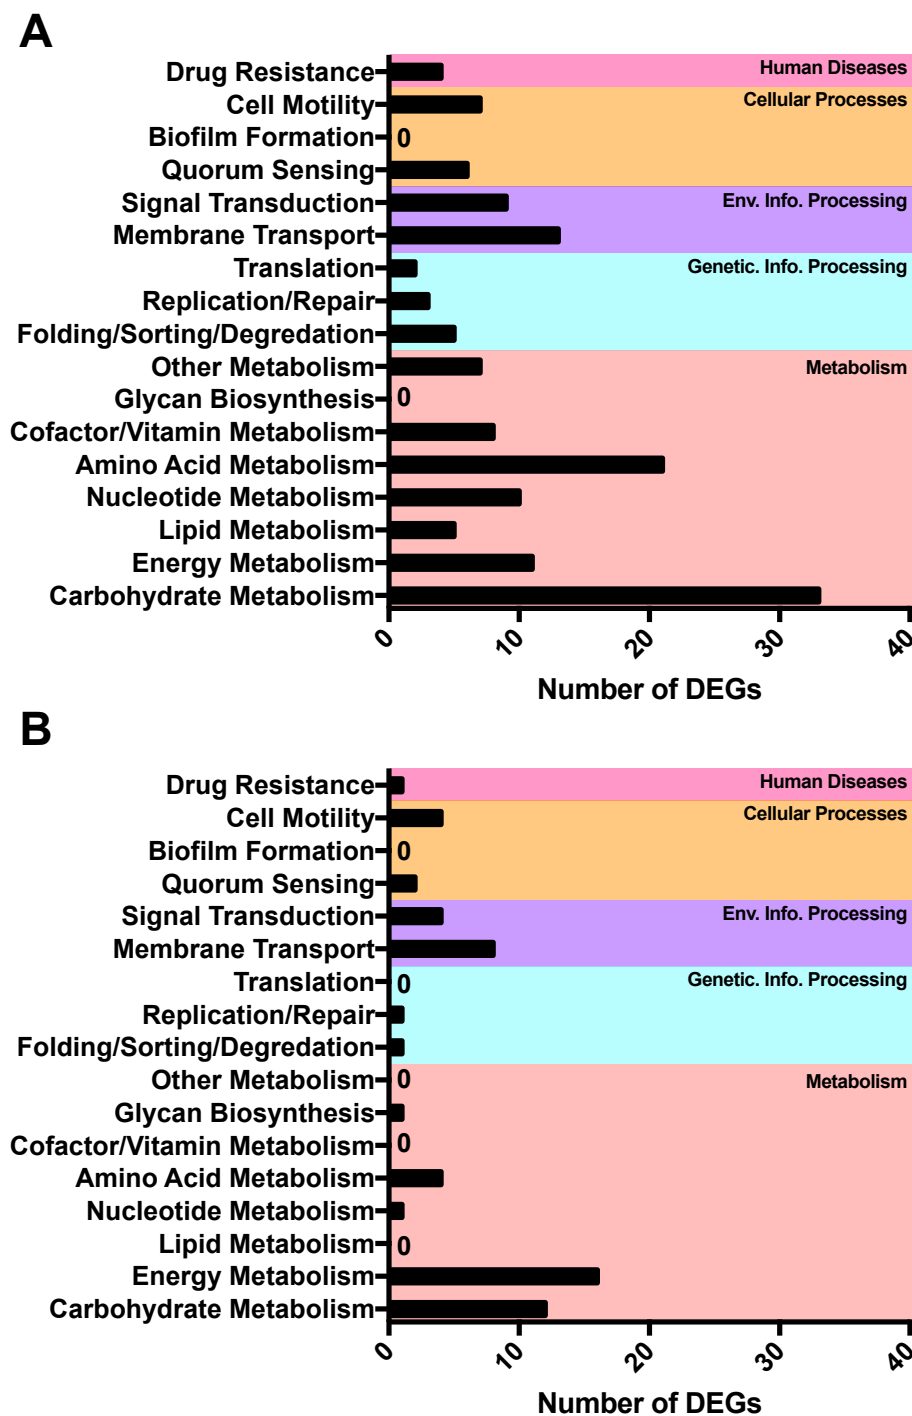 A
Drug Resistance
Human Diseases
Cell Motility
Cellular Processes
Biofilm Formation 0
Quorum Sensing
Signal Transduction
Env. Info. Processing
Membrane Transport
Translation
Genetic. Info. Processing
Replication/Repair
Folding/Sorting/Degredation
Other Metabolism
Metabolism
Glycan Biosynthesis 0
Cofactor/Vitamin Metabolism
Amino Acid Metabolism
Nucleotide Metabolism
Lipid Metabolism
Energy Metabolism
Carbohydrate Metabolism
0 10 20 30 40
Number of DEGs
B
Drug Resistance
Human Diseases
Cell Motility
Cellular Processes
Biofilm Formation 0
Quorum Sensing
Signal Transduction
Env. Info. Processing
Membrane Transport
Translation 0
Genetic. Info. Processing
Replication/Repair
Folding/Sorting/Degredation
Other Metabolism 0
Metabolism
Glycan Biosynthesis
Cofactor/Vitamin Metabolism 0
Amino Acid Metabolism
Nucleotide Metabolism
Lipid Metabolism 0
Energy Metabolism
Carbohydrate Metabolism
0 10 20 30 40
Number of DEGs